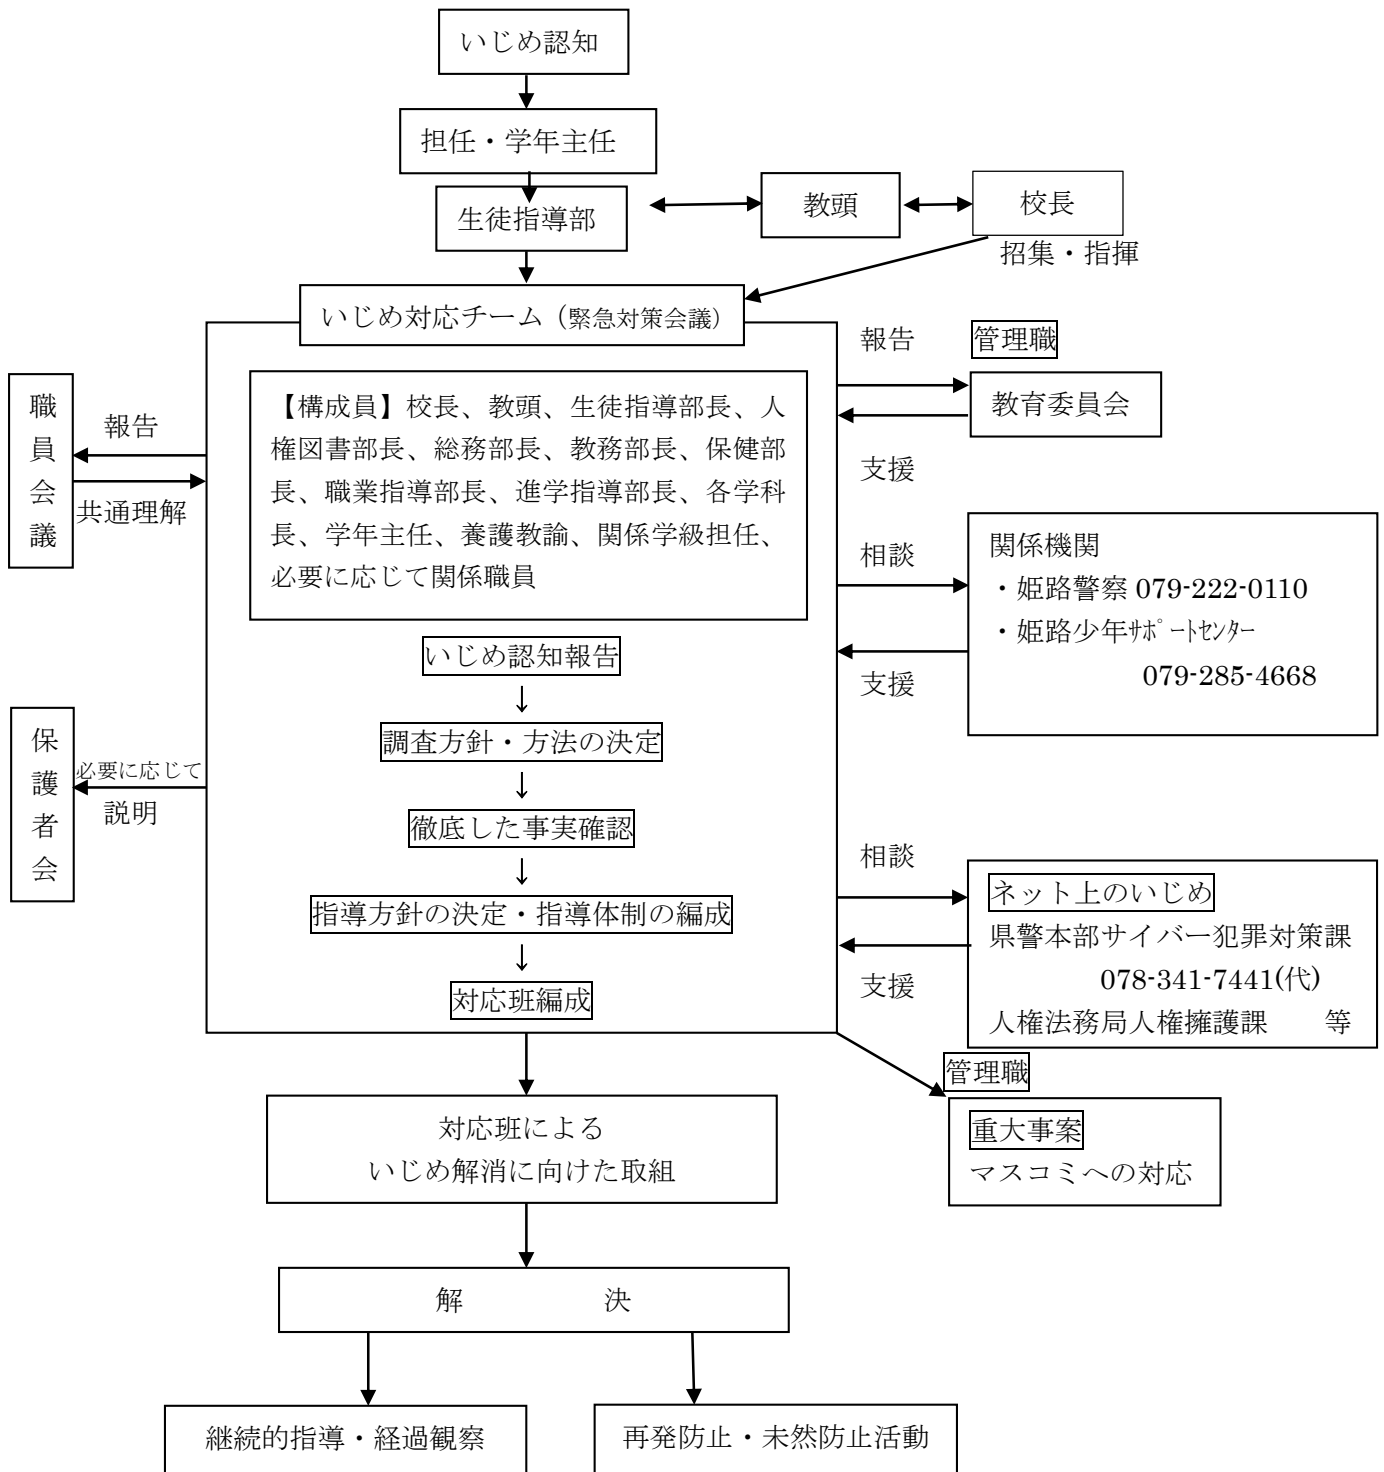 いじめ認知
担任・学年主任
生徒指導部
教頭
校長
招集・指揮
いじめ対応チーム（緊急対策会議）
報告
管理職
教育委員会
支援
職員会議
報告
共通理解
【構成員】校長、教頭、生徒指導部長、人
権図書部長、総務部長、教務部長、保健部
長、職業指導部長、進学指導部長、各学科
長、学年主任、養護教諭、関係学級担任、
必要に応じて関係職員
相談
関係機関
・姫路警察 079-222-0110
・姫路少年ｻﾎﾟｰﾄｾﾝﾀｰ
079-285-4668
支援
いじめ認知報告
↓
調査方針・方法の決定
↓
徹底した事実確認
↓
指導方針の決定・指導体制の編成
↓
対応班編成
保護者会
必要に応じて
説明
相談
ネット上のいじめ
県警本部サイバー犯罪対策課
078-341-7441(代)
人権法務局人権擁護課　　等
支援
管理職
重大事案
マスコミへの対応
対応班による
いじめ解消に向けた取組
解　　　　　決
継続的指導・経過観察
再発防止・未然防止活動